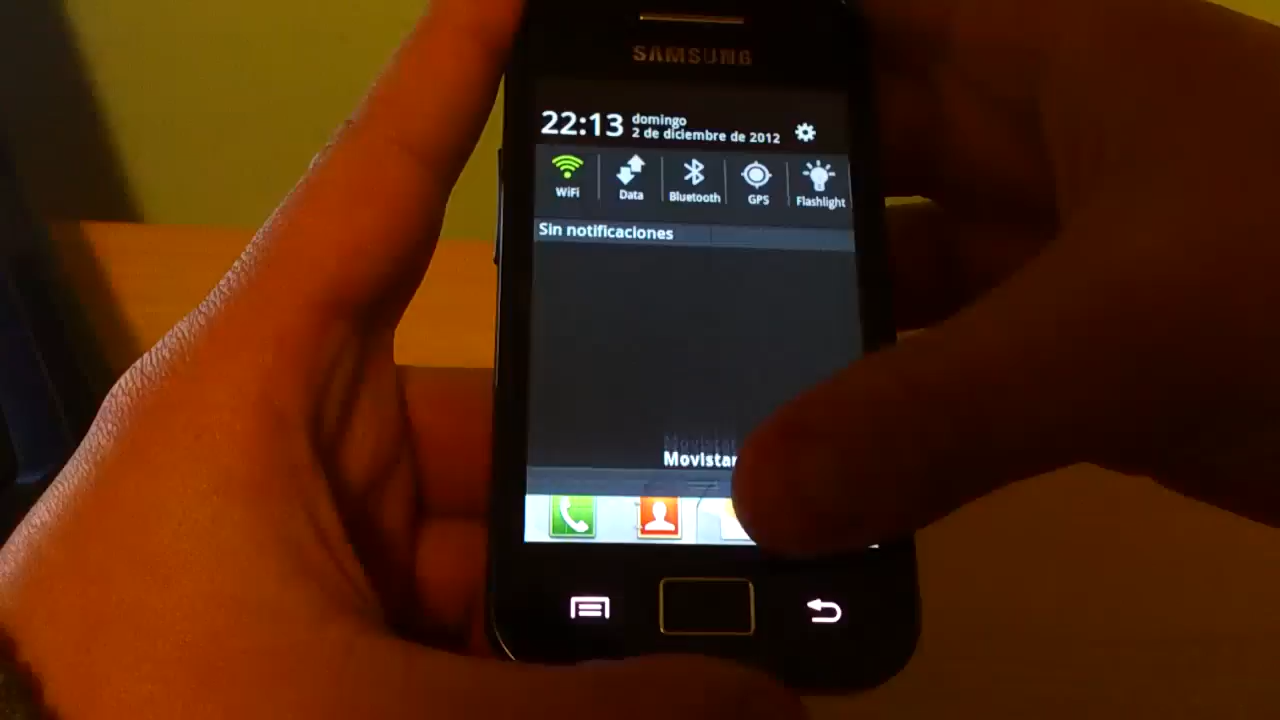 SAMSUNG
22:13
domingo
2 de diciembre de 2012
WiFi
Data
Bluetooth
GPS
Flashlight
Sin notificaciones
Movistar